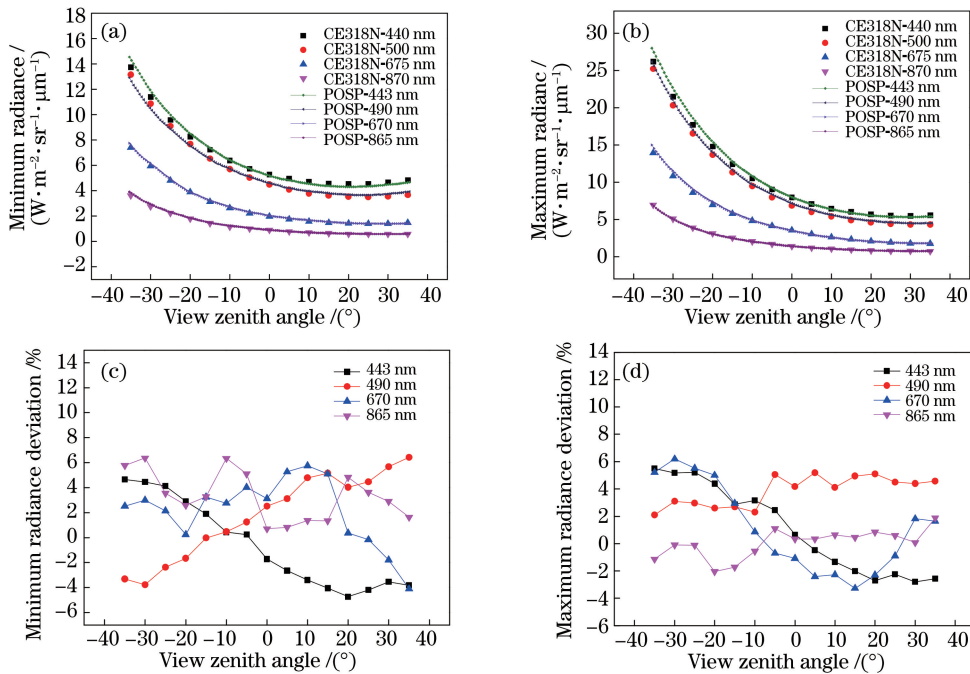 (a)
CE318N-440 nm
CE318N-500 nm
CE318N-675 nm
CE318N-870 nm
POSP-443 nm
POSP-490 nm
POSP-670 nm
POSP-865 nm
18
16
14
12
10
8
6
4
2
0
−2
Minimum radiance /
(W·m⁻²·sr⁻¹·μm⁻¹)
−40 −30 −20 −10 0 10 20 30 40
View zenith angle /(°)
(b)
CE318N-440 nm
CE318N-500 nm
CE318N-675 nm
CE318N-870 nm
POSP-443 nm
POSP-490 nm
POSP-670 nm
POSP-865 nm
30
25
20
15
10
5
0
Maximum radianc /
(W·m⁻²·sr⁻¹·μm⁻¹)
−40 −30 −20 −10 0 10 20 30 40
View zenith angle /(°)
(c)
443 nm
490 nm
670 nm
865 nm
14
12
10
8
6
4
2
0
−2
−4
−6
Minimum radiance deviation /%
−40 −30 −20 −10 0 10 20 30 40
View zenith angle /(°)
(d)
443 nm
490 nm
670 nm
865 nm
14
12
10
8
6
4
2
0
−2
−4
−6
Maximum radiance deviation /%
−40 −30 −20 −10 0 10 20 30 40
View zenith angle /(°)